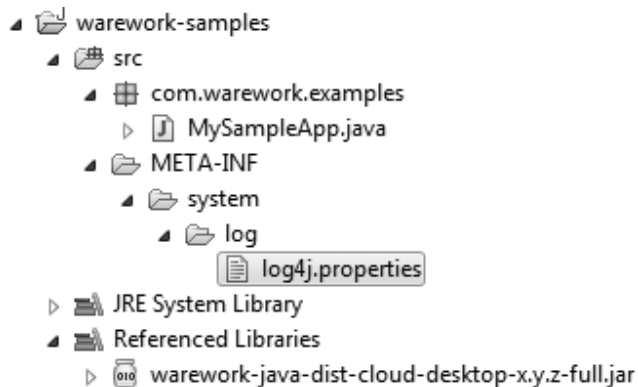 warework-samples
src
com.warework.examples
MySampleApp.java
META-INF
system
log
log4j.properties
JRE System Library
Referenced Libraries
warework-java-dist-cloud-desktop-x.y.z-full.jar